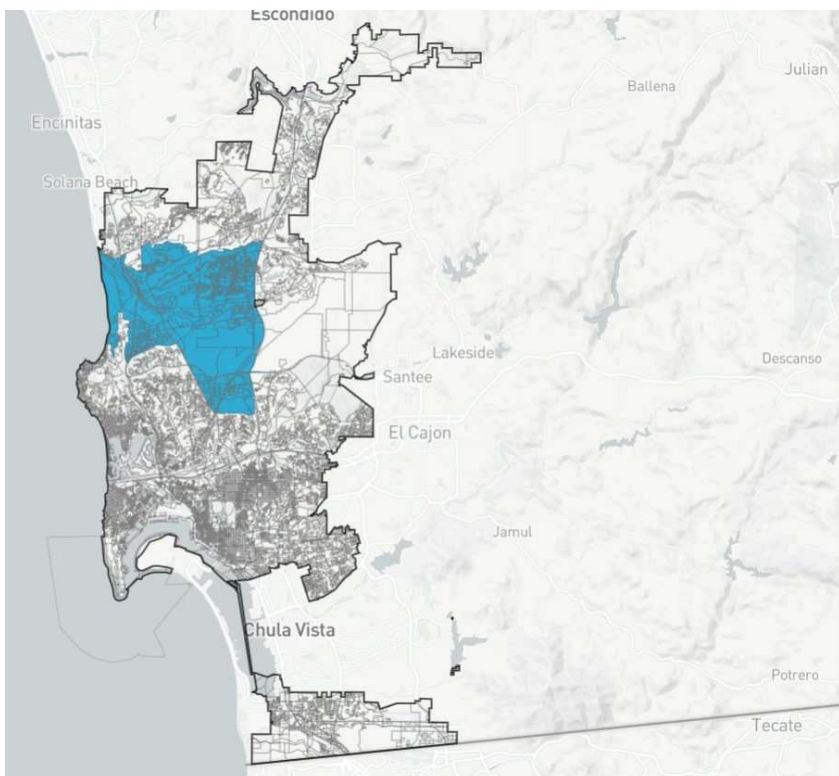 Escondido
Julian
Ballena
Encinitas
Solana Beach
Lakeside
Descanso
Santee
El Cajon
Jamul
Chula Vista
Potrero
Tecate